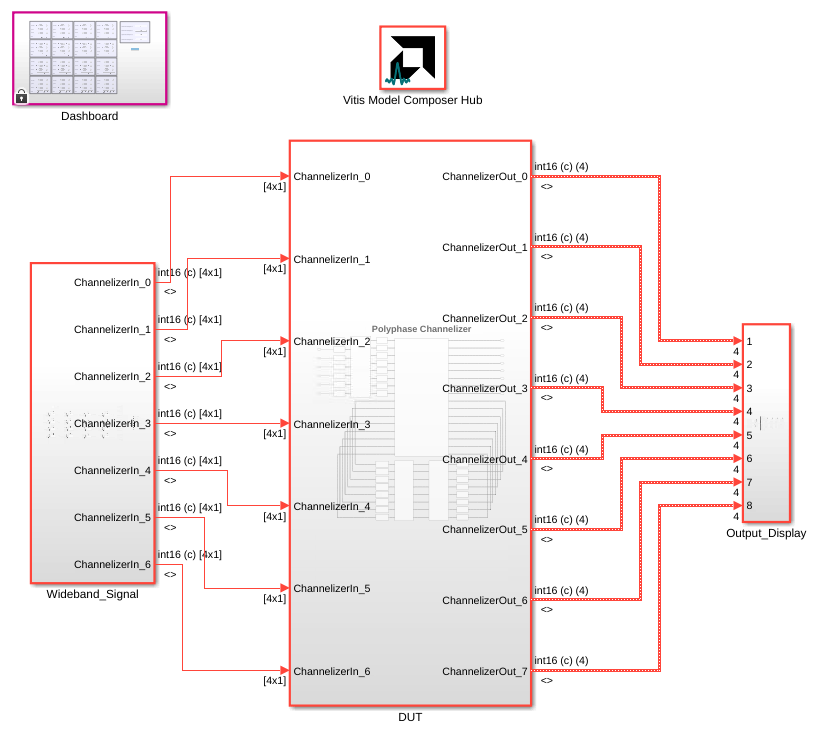 Dashboard
Vitis Model Composer Hub
ChannelizerIn_0
int16 (c) [4x1]
<>
ChannelizerIn_1
int16 (c) [4x1]
<>
ChannelizerIn_2
int16 (c) [4x1]
<>
ChannelizerIn_3
int16 (c) [4x1]
<>
ChannelizerIn_4
int16 (c) [4x1]
<>
ChannelizerIn_5
int16 (c) [4x1]
<>
ChannelizerIn_6
int16 (c) [4x1]
<>
Wideband_Signal
[4x1]
ChannelizerIn_0
[4x1]
ChannelizerIn_1
[4x1]
ChannelizerIn_2
[4x1]
ChannelizerIn_3
[4x1]
ChannelizerIn_4
[4x1]
ChannelizerIn_5
[4x1]
ChannelizerIn_6
Polyphase Channelizer
ChannelizerOut_0
int16 (c) (4)
<>
ChannelizerOut_1
int16 (c) (4)
<>
ChannelizerOut_2
int16 (c) (4)
<>
ChannelizerOut_3
int16 (c) (4)
<>
ChannelizerOut_4
int16 (c) (4)
<>
ChannelizerOut_5
int16 (c) (4)
<>
ChannelizerOut_6
int16 (c) (4)
<>
ChannelizerOut_7
int16 (c) (4)
<>
DUT
1
4
2
4
3
4
4
4
5
4
6
4
7
4
8
4
Output_Display